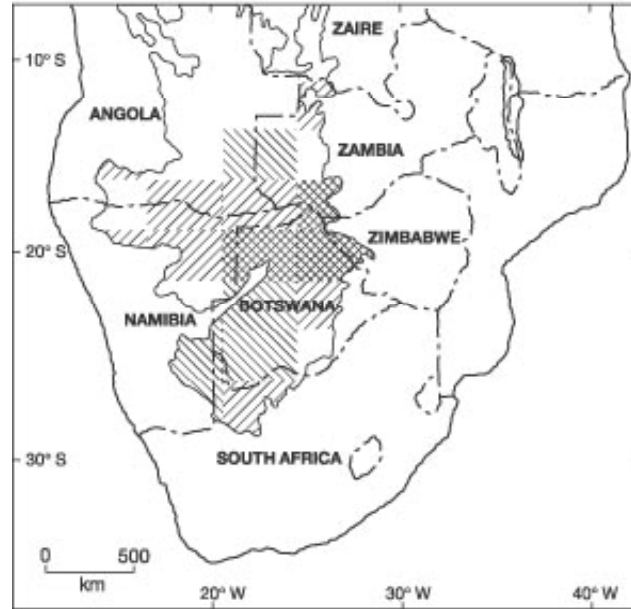 ZAIRE
10° S
ANGOLA
ZAMBIA
ZIMBABWE
20° S
NAMIBIA
BOTSWANA
30° S
SOUTH AFRICA
0 500
km
20° W
30° W
40° W